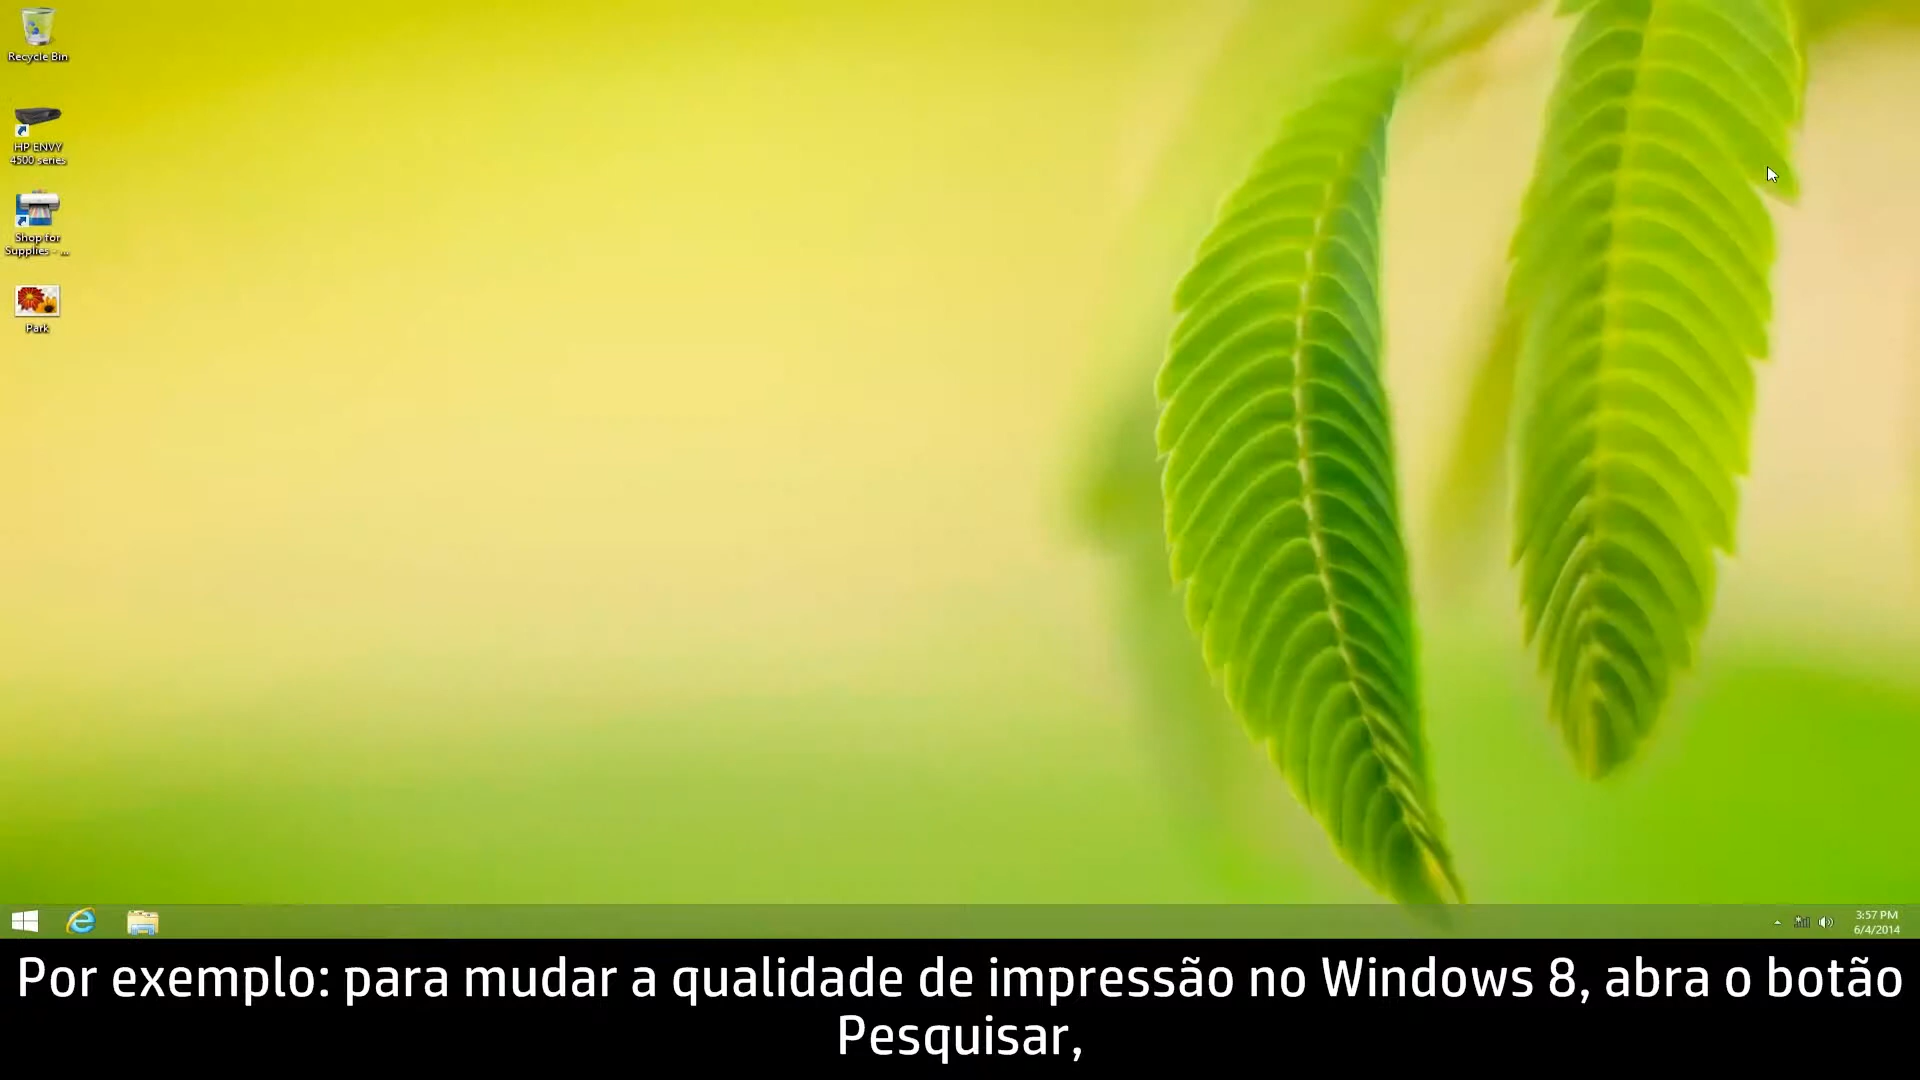 Recycle Bin
HP ENVY
4500 series
Shop for
Supplies - ...
Park
3:57 PM
6/4/2014
Por exemplo: para mudar a qualidade de impressão no Windows 8, abra o botão
Pesquisar,